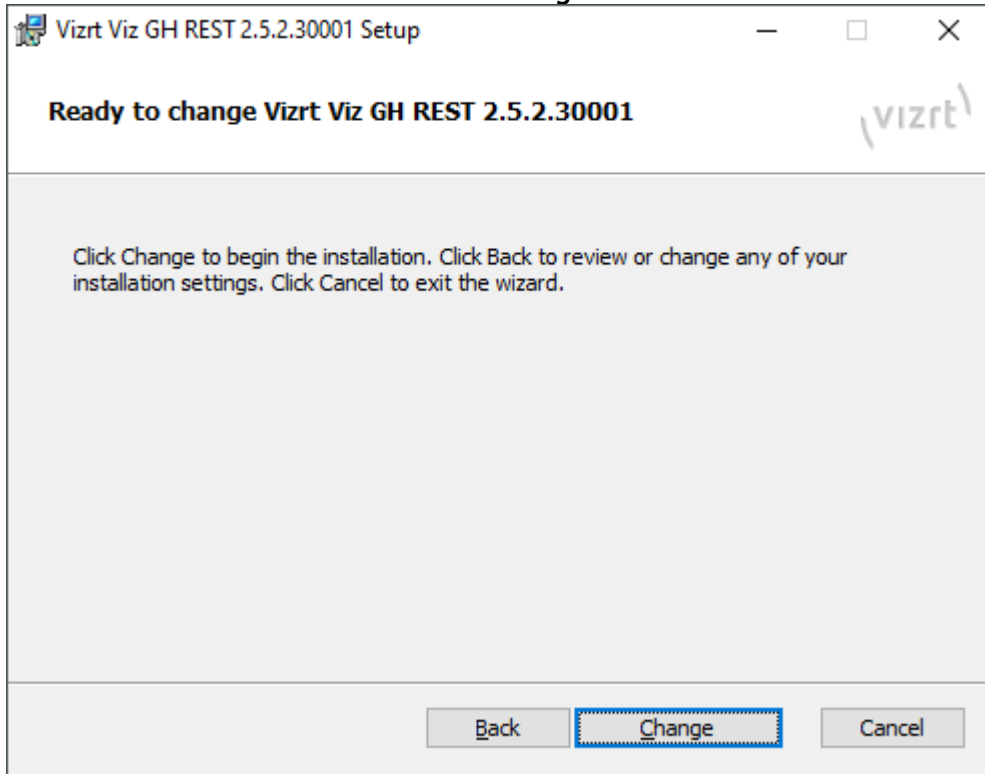 Vizrt Viz GH REST 2.5.2.30001 Setup
Ready to change Vizrt Viz GH REST 2.5.2.30001
vizrt
Click Change to begin the installation. Click Back to review or change any of your
installation settings. Click Cancel to exit the wizard.
Back
Change
Cancel